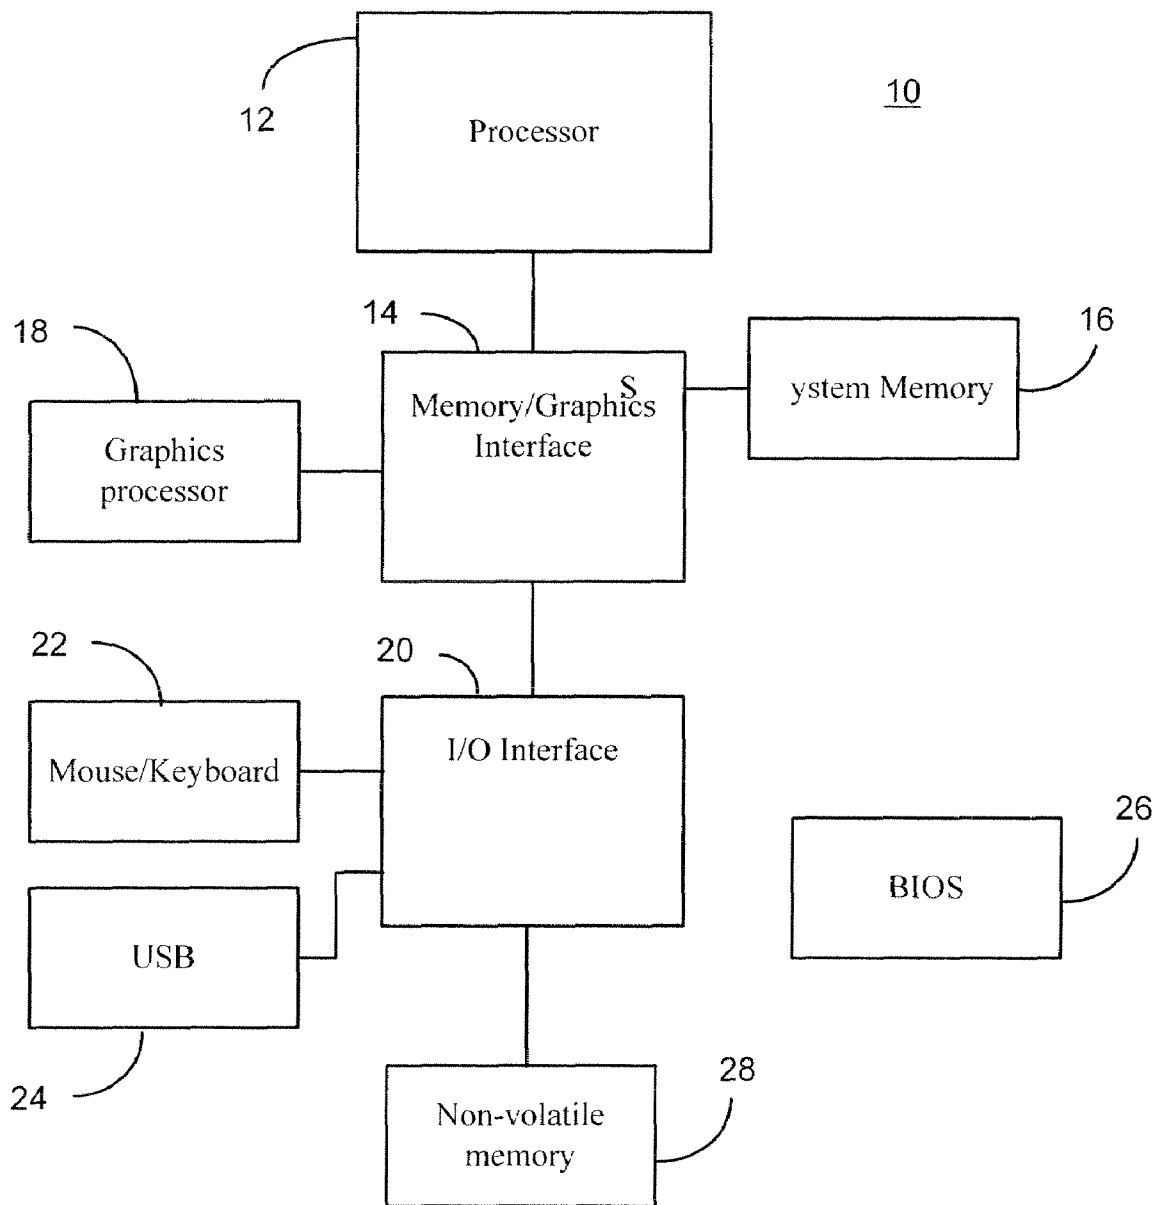 12
Processor
10
14
18
16
S
ystem Memory
Memory/Graphics
Interface
Graphics
processor
22
20
I/O Interface
Mouse/Keyboard
26
BIOS
USB
24
28
Non-volatile
memory